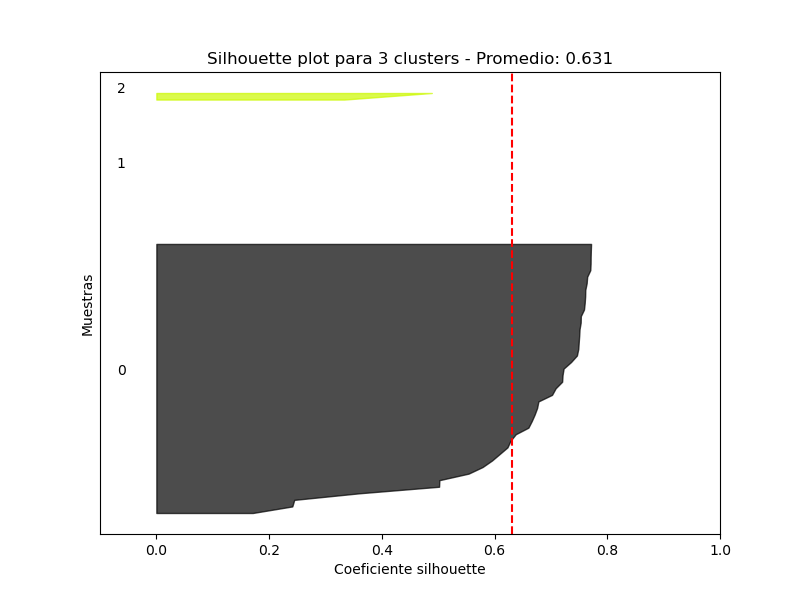 Silhouette plot para 3 clusters - Promedio: 0.631
2
1
0
Muestras
0.0 0.2 0.4 0.6 0.8 1.0
Coeficiente silhouette